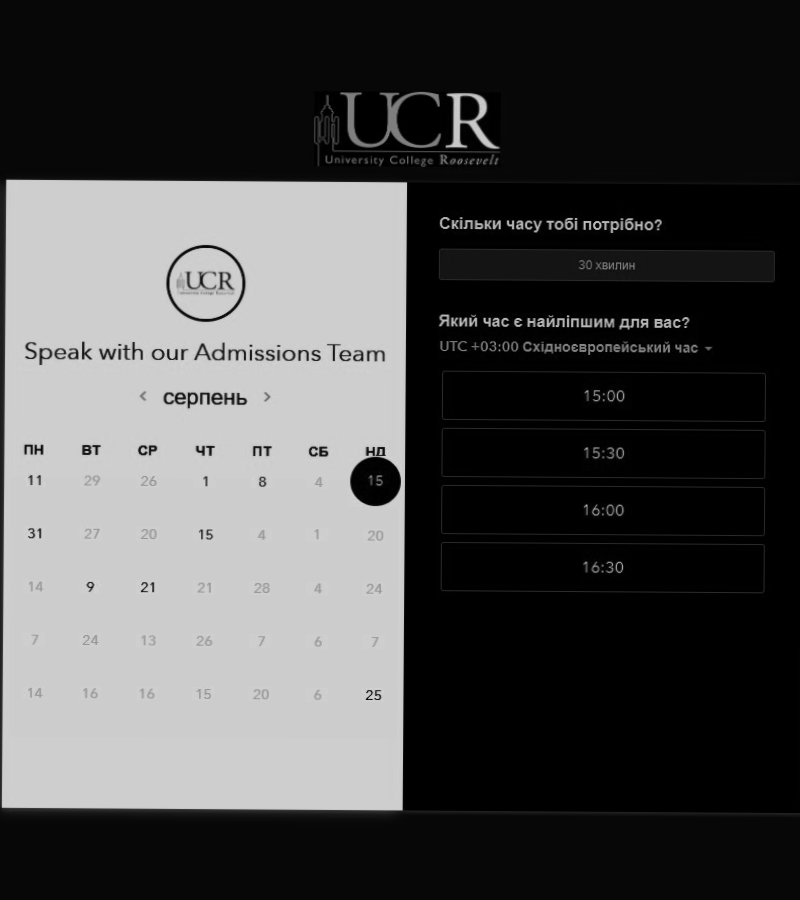 UCR
University College Roosevelt
UCR
Speak with our Admissions Team
серпень
ПН ВТ СР ЧТ ПТ СБ НД
11 29 26 1 8 4 15
31 27 20 15 4 1 20
14 9 21 21 28 4 24
7 24 13 26 7 6 7
14 16 16 15 20 6 25
Скільки часу тобі потрібно?
30 хвилин
Який час є найліпшим для вас?
UTC +03:00 Східноєвропейський час
15:00
15:30
16:00
16:30